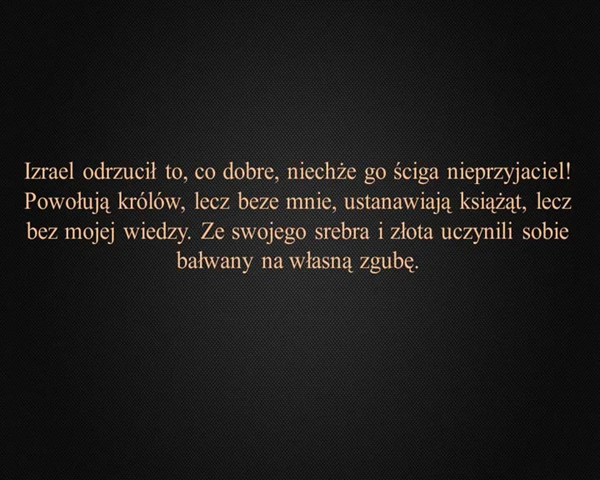 Izrael odrzucił to, co dobre, niechże go ściga nieprzyjaciel!
Powołują królów, lecz beze mnie, ustanawiają książąt, lecz
bez mojej wiedzy. Ze swojego srebra i złota uczynili sobie
bałwany na własną zgubę.